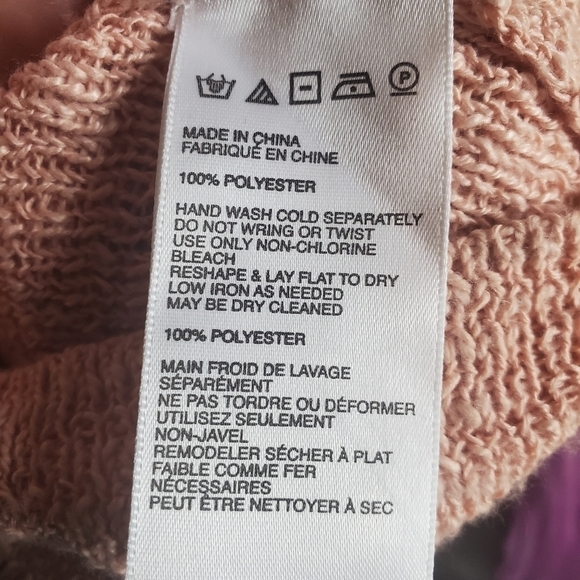 P
MADE IN CHINA
FABRIQUÉ EN CHINE
100% POLYESTER
HAND WASH COLD SEPARATELY
DO NOT WRING OR TWIST
USE ONLY NON-CHLORINE
BLEACH
RESHAPE & LAY FLAT TO DRY
LOW IRON AS NEEDED
MAY BE DRY CLEANED
100% POLYESTER
MAIN FROID DE LAVAGE
SÉPARÉMENT
NE PAS TORDRE OU DÉFORMER
UTILISEZ SEULEMENT
NON-JAVEL
REMODELER SÉCHER À PLAT
FAIBLE COMME FER
NÉCESSAIRES
PEUT ÊTRE NETTOYER À SEC